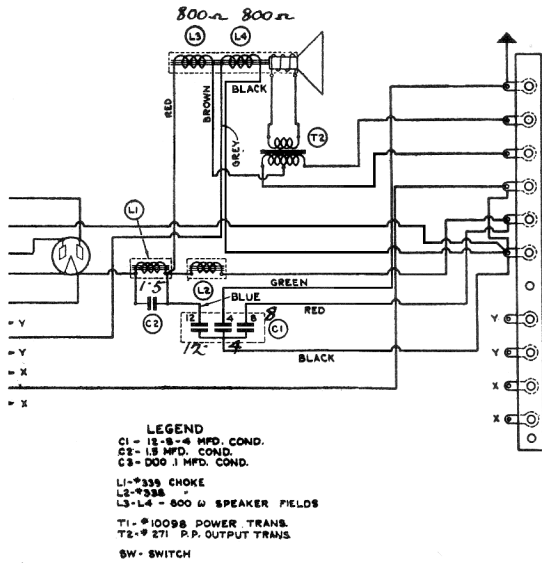 800Ω 800Ω
L3 L4
BLACK
RED
BROWN
GREY
T2
L1
L2
1.5
C2
GREEN
BLUE
RED
12 4 8 8
C1
12 4
BLACK
Y
Y
X
X
Y
Y
X
X
LEGEND
C1 - 12-8-4 MFD. COND.
C2 - 1.5 MFD. COND.
C3 - DUO .1 MFD. COND.
L1 - #339 CHOKE
L2 - #338 "
L3-L4 - 800 ω SPEAKER FIELDS
T1 - #10098 POWER TRANS.
T2 - #271 P.P. OUTPUT TRANS.
SW - SWITCH